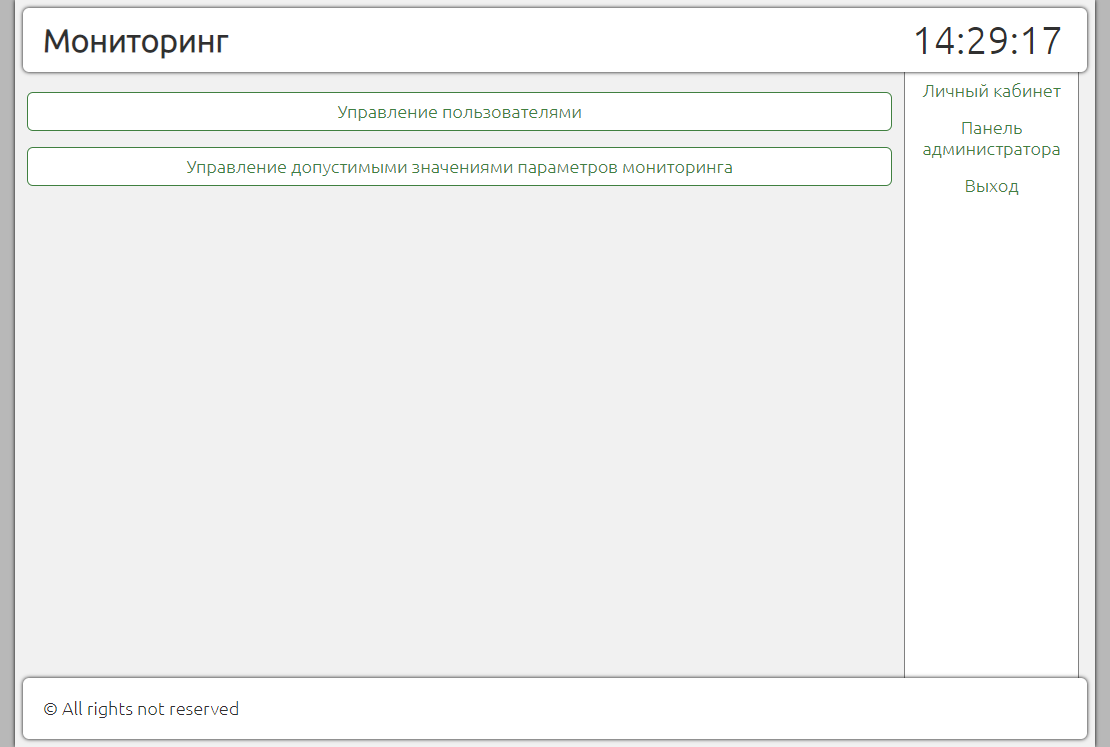 Мониторинг
14:29:17
Управление пользователями
Управление допустимыми значениями параметров мониторинга
Личный кабинет
Панель
администратора
Выход
© All rights not reserved